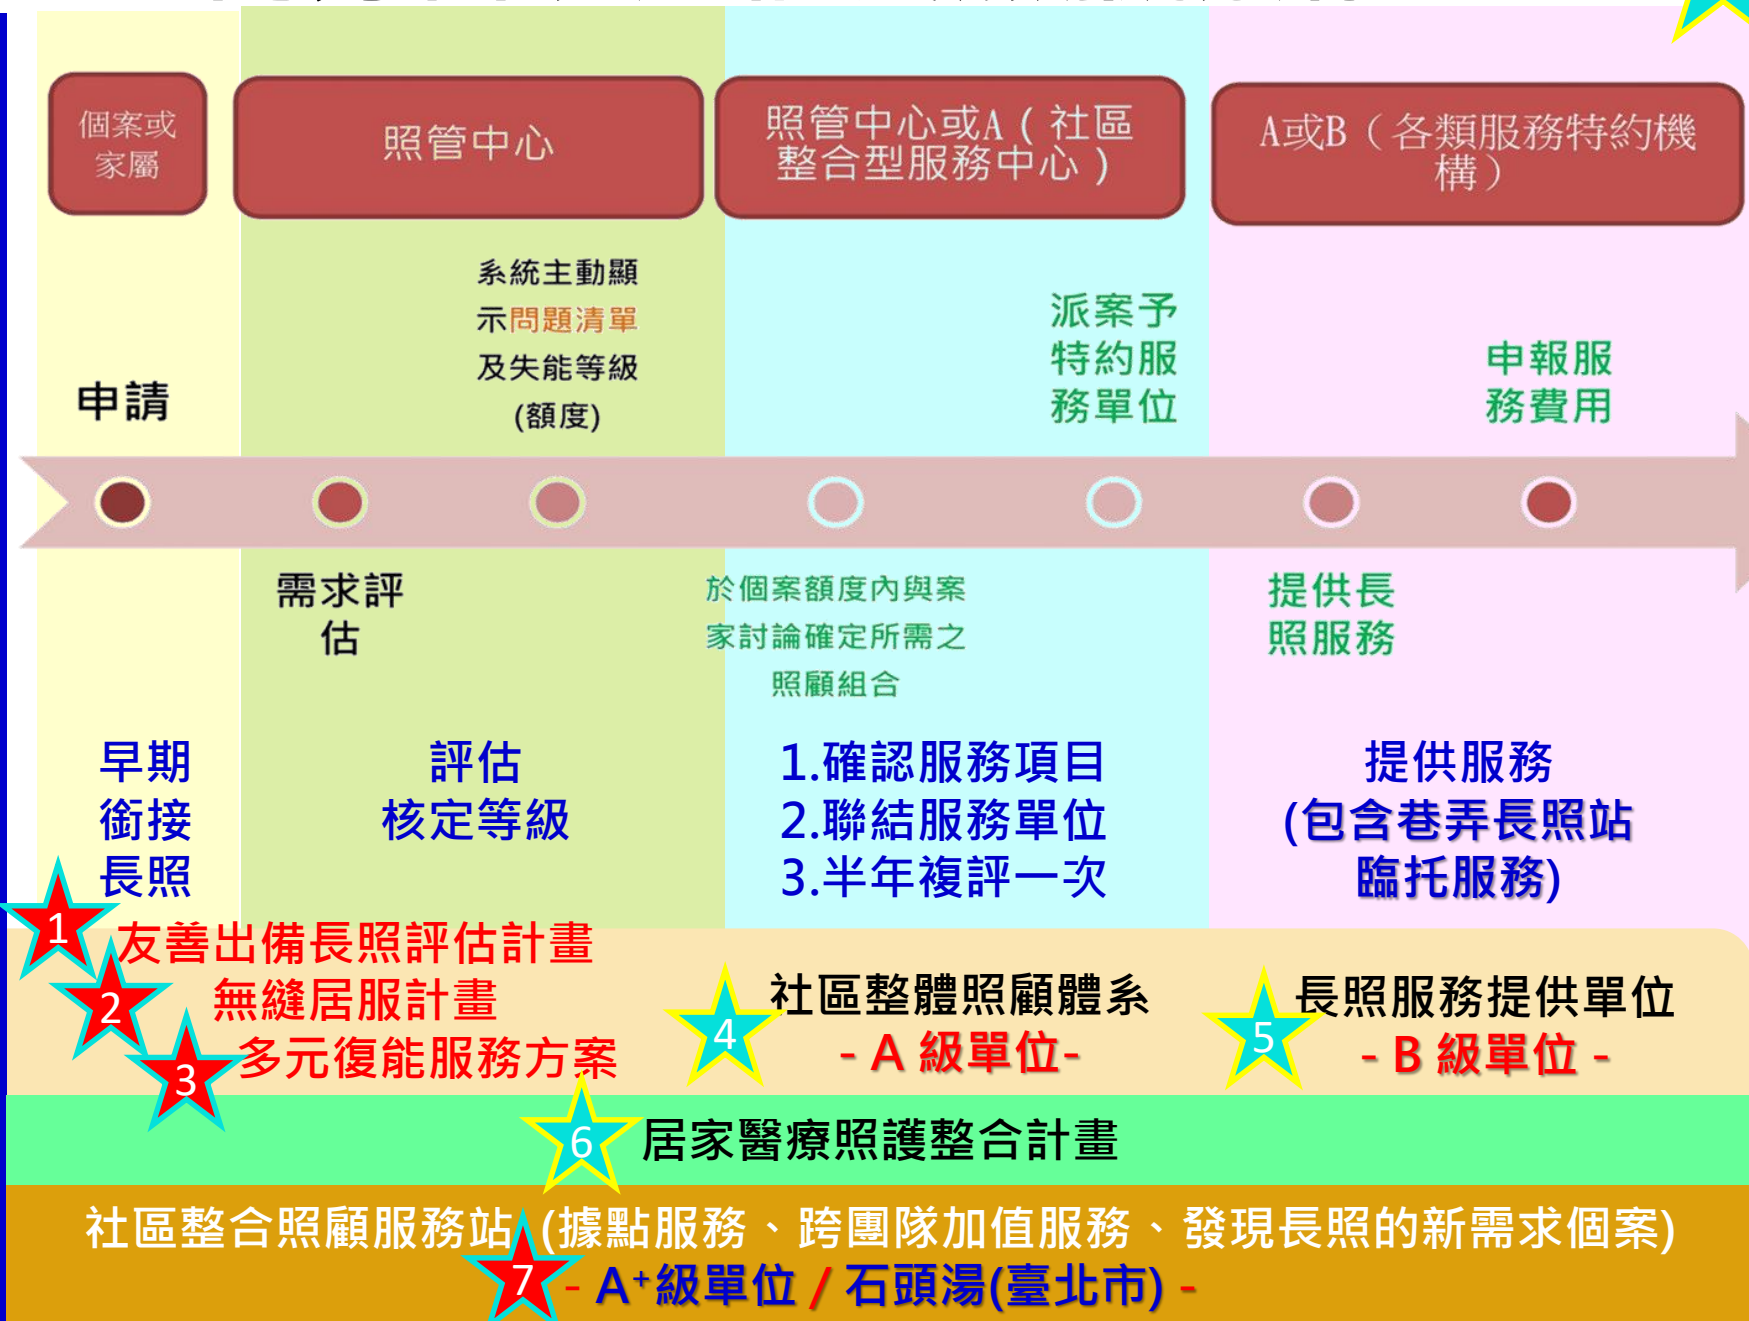 個案或
家屬
照管中心
照管中心或A（社區
整合型服務中心）
A或B（各類服務特約機
構）
系統主動顯
示問題清單
及失能等級
(額度)
派案予
特約服
務單位
申報服
務費用
申請
需求評
估
於個案額度內與案
家討論確定所需之
照顧組合
提供長
照服務
早期
銜接
長照
評估
核定等級
1.確認服務項目
2.聯結服務單位
3.半年複評一次
提供服務
(包含巷弄長照站
臨托服務)
1
友善出備長照評估計畫
2
無縫居服計畫
3
多元復能服務方案
4
社區整體照顧體系
- A 級單位-
5
長照服務提供單位
- B 級單位 -
6
居家醫療照護整合計畫
社區整合照顧服務站 (據點服務、跨團隊加值服務、發現長照的新需求個案)
7
- A⁺級單位 / 石頭湯(臺北市) -